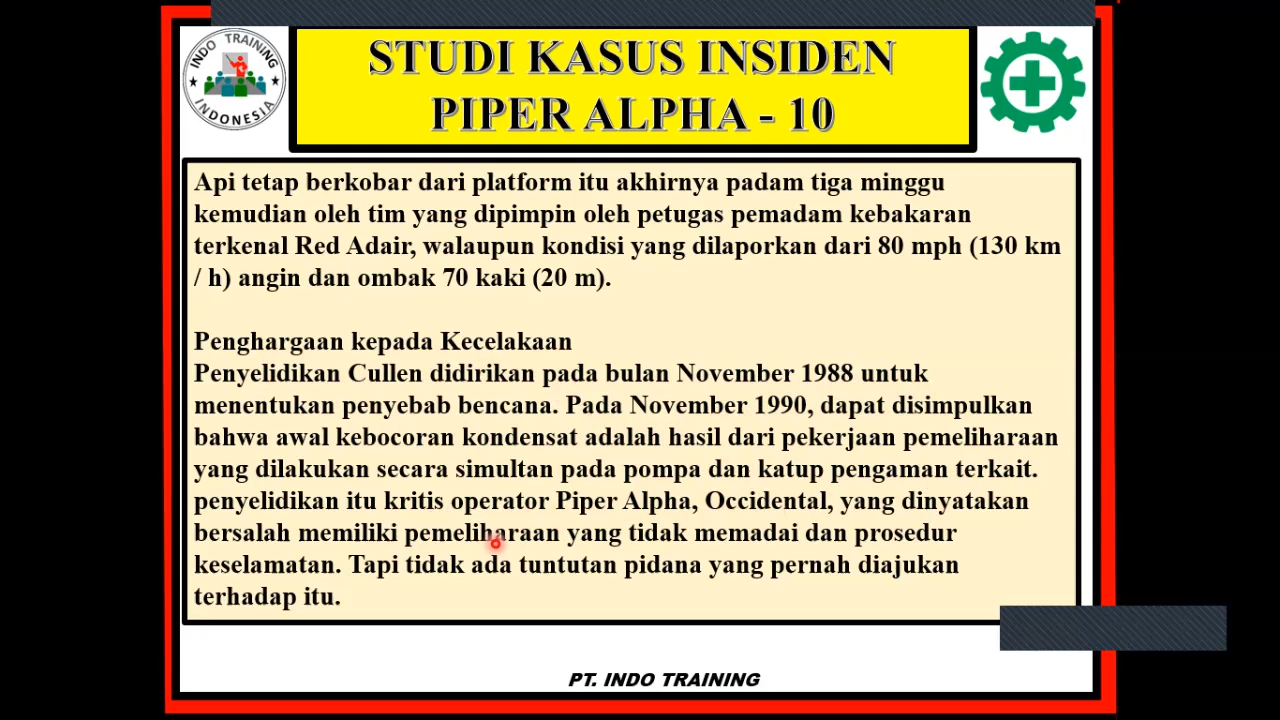 INDO TRAINING
INDONESIA
STUDI KASUS INSIDEN
PIPER ALPHA - 10
Api tetap berkobar dari platform itu akhirnya padam tiga minggu
kemudian oleh tim yang dipimpin oleh petugas pemadam kebakaran
terkenal Red Adair, walaupun kondisi yang dilaporkan dari 80 mph (130 km
/ h) angin dan ombak 70 kaki (20 m).
Penghargaan kepada Kecelakaan
Penyelidikan Cullen didirikan pada bulan November 1988 untuk
menentukan penyebab bencana. Pada November 1990, dapat disimpulkan
bahwa awal kebocoran kondensat adalah hasil dari pekerjaan pemeliharaan
yang dilakukan secara simultan pada pompa dan katup pengaman terkait.
penyelidikan itu kritis operator Piper Alpha, Occidental, yang dinyatakan
bersalah memiliki pemeliharaan yang tidak memadai dan prosedur
keselamatan. Tapi tidak ada tuntutan pidana yang pernah diajukan
terhadap itu.
PT. INDO TRAINING